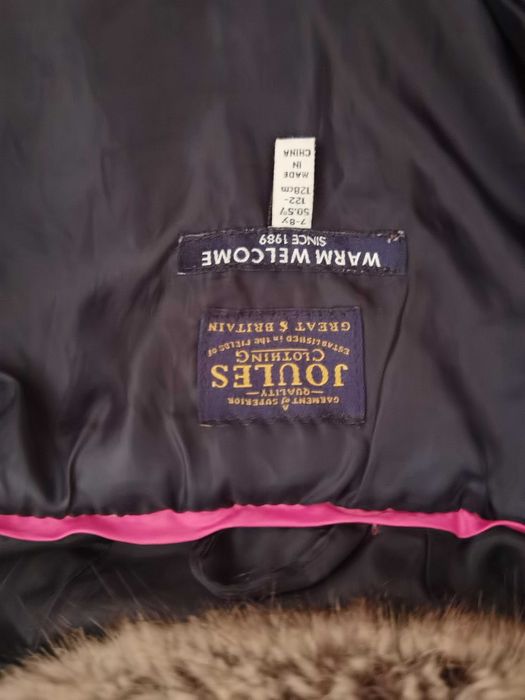 A
GARMENT of SUPERIOR
- QUALITY -
JOULES
CLOTHING
ESTABLISHED in the FIELDS OF
GREAT & BRITAIN
WARM WELCOME
SINCE 1989
7-8y
50.5"/
122-
128cm
MADE
IN
CHINA